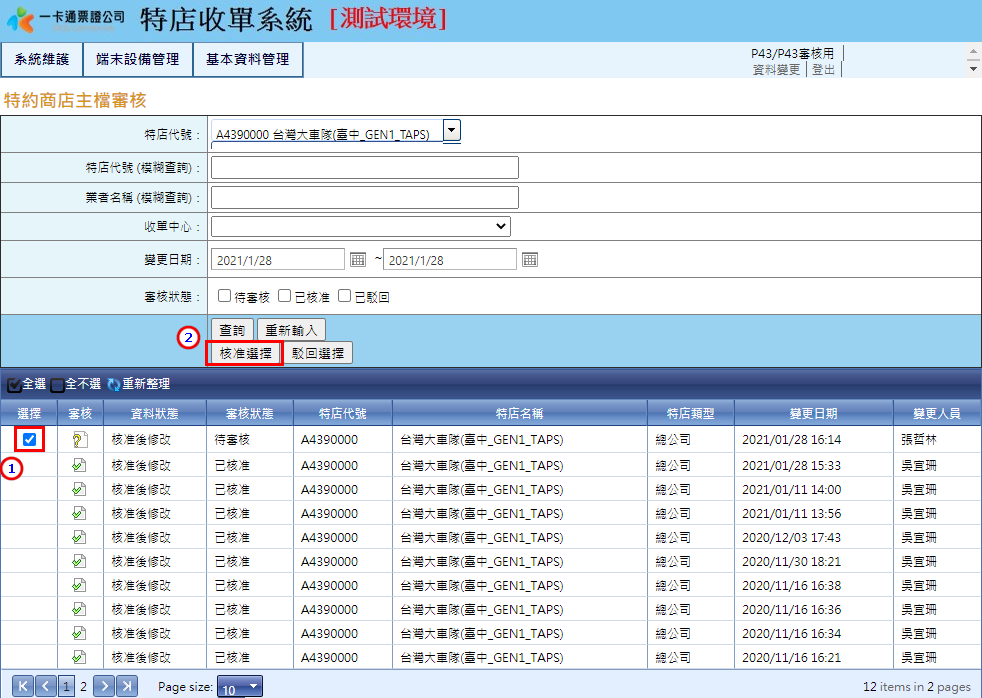 一卡通票證公司 特店收單系統 [測試環境]
系統維護 端末設備管理 基本資料管理
P43/P43審核用
資料變更 登出
特約商店主檔審核
特店代號：
A4390000 台灣大車隊(臺中_GEN1_TAPS)
特店代號 (模糊查詢)：
業者名稱 (模糊查詢)：
收單中心：
變更日期： 2021/1/28 ~ 2021/1/28
審核狀態： 待審核 已核准 已駁回
查詢 重新輸入
② 核准選擇 駁回選擇
全選 全不選 重新整理
選擇 審核 資料狀態 審核狀態 特店代號 特店名稱 特店類型 變更日期 變更人員
核准後修改 待審核 A4390000 台灣大車隊(臺中_GEN1_TAPS) 總公司 2021/01/28 16:14 張哲林
① 核准後修改 已核准 A4390000 台灣大車隊(臺中_GEN1_TAPS) 總公司 2021/01/28 15:33 吳宜珊
核准後修改 已核准 A4390000 台灣大車隊(臺中_GEN1_TAPS) 總公司 2021/01/11 14:00 吳宜珊
核准後修改 已核准 A4390000 台灣大車隊(臺中_GEN1_TAPS) 總公司 2021/01/11 13:56 吳宜珊
核准後修改 已核准 A4390000 台灣大車隊(臺中_GEN1_TAPS) 總公司 2020/12/03 17:43 吳宜珊
核准後修改 已核准 A4390000 台灣大車隊(臺中_GEN1_TAPS) 總公司 2020/11/30 18:21 吳宜珊
核准後修改 已核准 A4390000 台灣大車隊(臺中_GEN1_TAPS) 總公司 2020/11/16 16:38 吳宜珊
核准後修改 已核准 A4390000 台灣大車隊(臺中_GEN1_TAPS) 總公司 2020/11/16 16:36 吳宜珊
核准後修改 已核准 A4390000 台灣大車隊(臺中_GEN1_TAPS) 總公司 2020/11/16 16:34 吳宜珊
核准後修改 已核准 A4390000 台灣大車隊(臺中_GEN1_TAPS) 總公司 2020/11/16 16:21 吳宜珊
1 2 Page size: 10 12 items in 2 pages